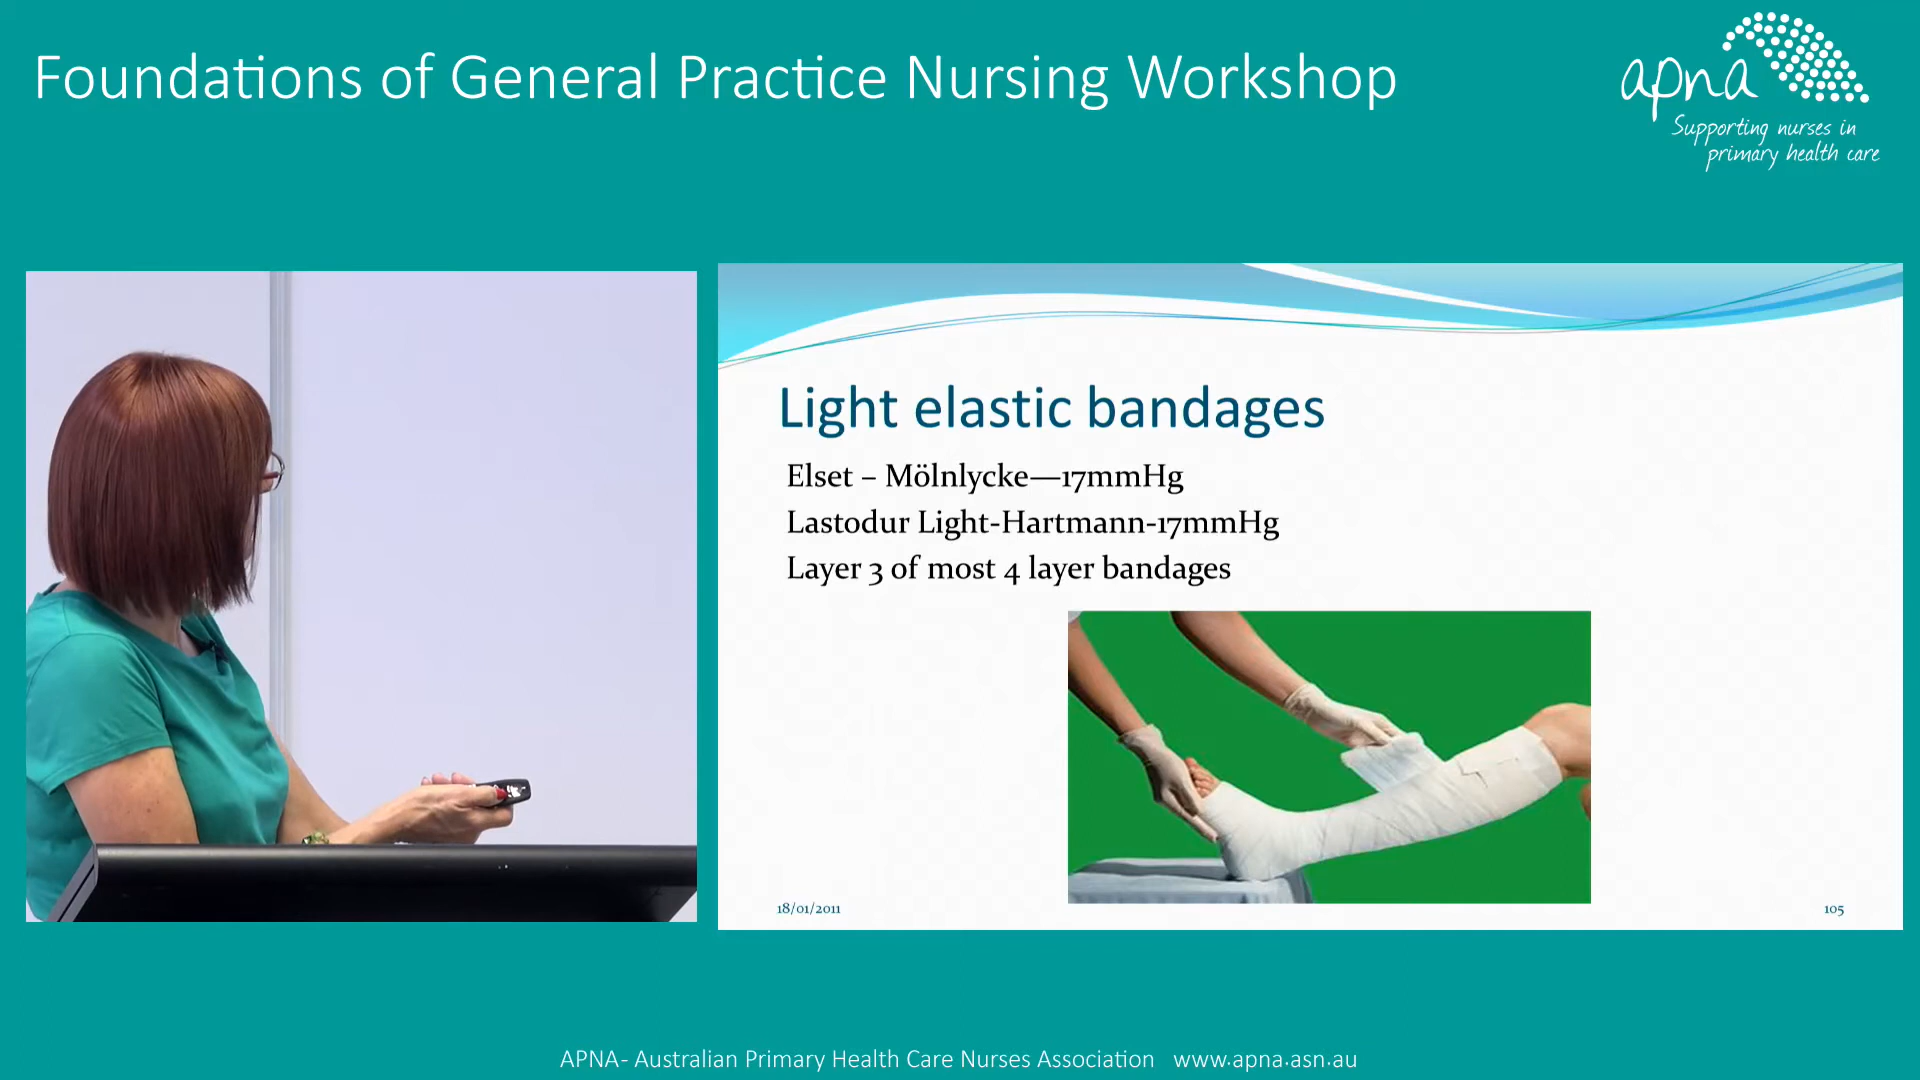 Foundations of General Practice Nursing Workshop
apna
Supporting nurses in
primary health care
Light elastic bandages
Elset – Mölnlycke—17mmHg
Lastodur Light-Hartmann-17mmHg
Layer 3 of most 4 layer bandages
18/01/2011
105
APNA- Australian Primary Health Care Nurses Association www.apna.asn.au